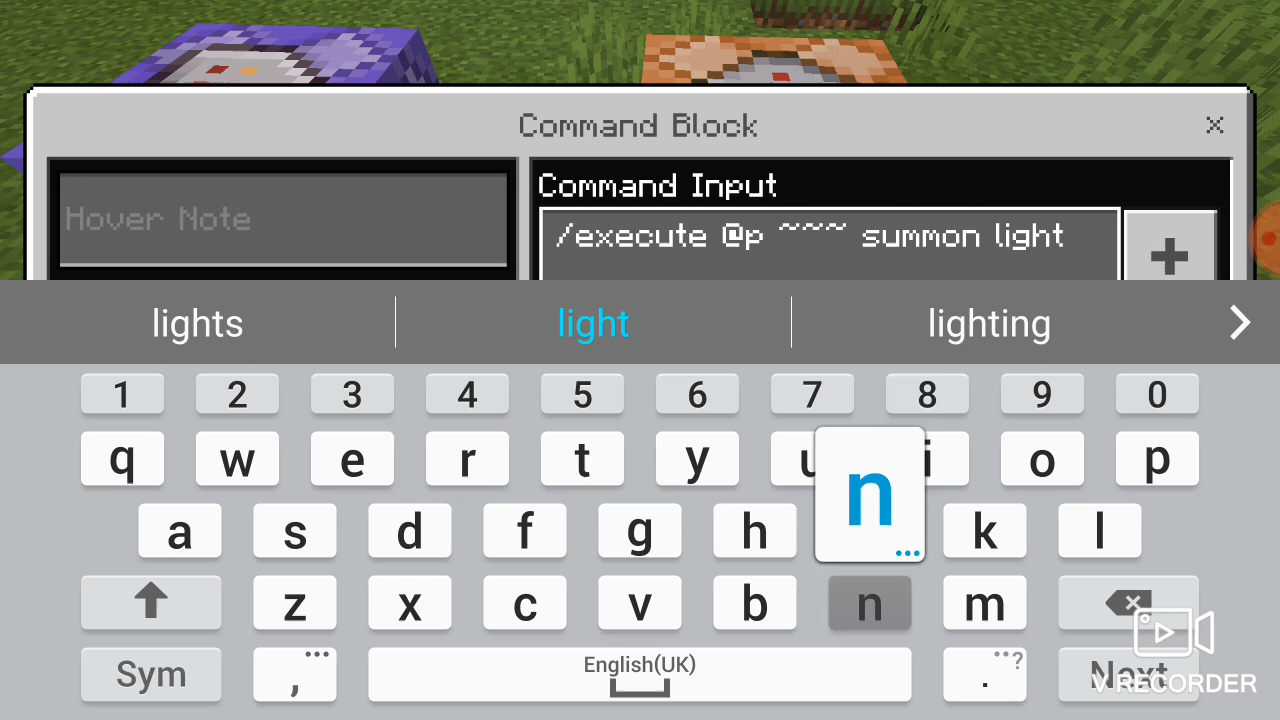 Command Block
×
Hover Note
Command Input
/execute @p ~~~ summon light
+
lights light lighting
1 2 3 4 5 6 7 8 9 0
q w e r t y u i o p
n
a s d f g h k l
z x c v b n m
Sym , English(UK) . ? Next
V RECORDER